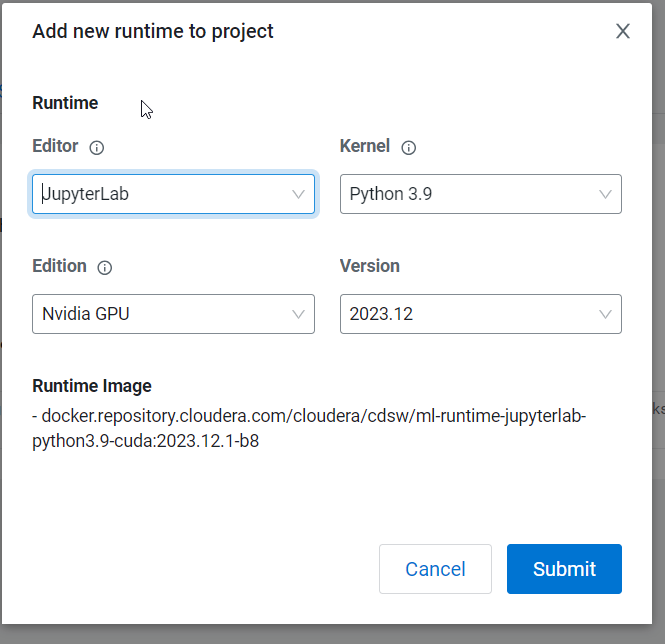 Add new runtime to project
Runtime
Editor
Kernel
JupyterLab
Python 3.9
Edition
Version
Nvidia GPU
2023.12
Runtime Image
- docker.repository.cloudera.com/cloudera/cdsw/ml-runtime-jupyterlab-
python3.9-cuda:2023.12.1-b8
ks
Cancel
Submit